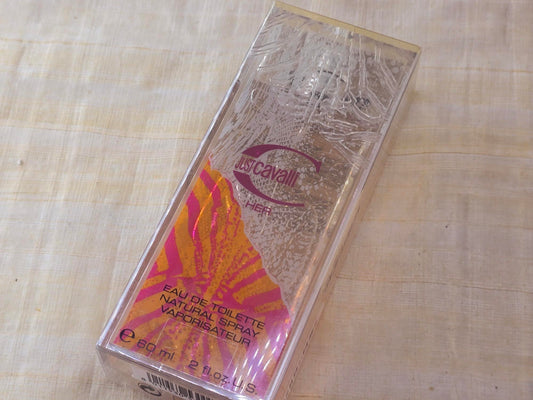 JUST cavalli
HER
EAU DE TOILETTE
NATURAL SPRAY
VAPORISATEUR
e 60 ml 2 fl.oz. U.S.